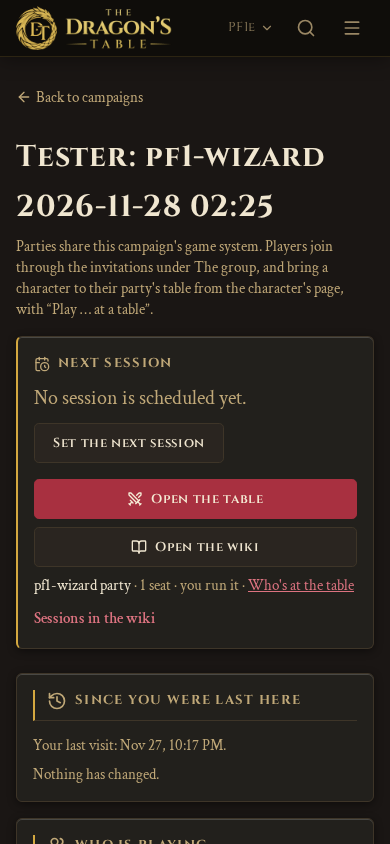 THE
DRAGON'S
TABLE
DT
PF1E
Back to campaigns
Tester: pf1-wizard
2026-11-28 02:25
Parties share this campaign's game system. Players join
through the invitations under The group, and bring a
character to their party's table from the character's page,
with “Play … at a table”.
NEXT SESSION
No session is scheduled yet.
Set the next session
Open the table
Open the wiki
pf1-wizard party · 1 seat · you run it · Who's at the table
Sessions in the wiki
SINCE YOU WERE LAST HERE
Your last visit: Nov 27, 10:17 PM.
Nothing has changed.
WHO IS PLAYING